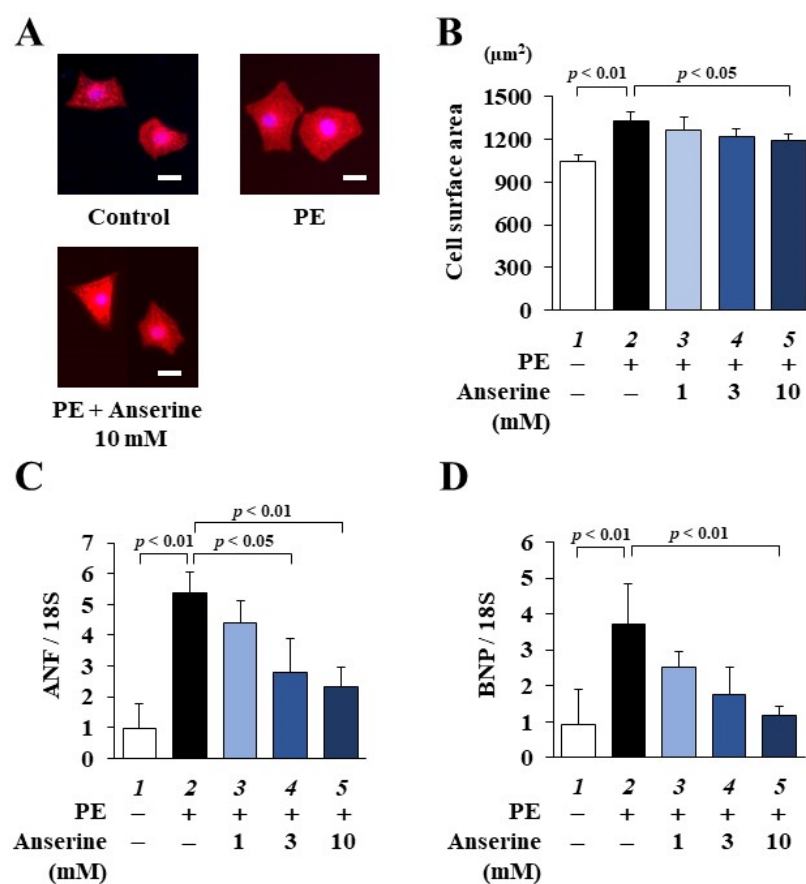 A
Control
PE
PE + Anserine
10 mM
B
(μm²)
p < 0.01
p < 0.05
Cell surface area
1500
1200
900
600
300
0
1 2 3 4 5
PE – + + + +
Anserine – – 1 3 10
(mM)
C
p < 0.01
p < 0.01
p < 0.05
ANF / 18S
7
6
5
4
3
2
1
0
1 2 3 4 5
PE – + + + +
Anserine – – 1 3 10
(mM)
D
p < 0.01
p < 0.01
BNP / 18S
6
5
4
3
2
1
0
1 2 3 4 5
PE – + + + +
Anserine – – 1 3 10
(mM)